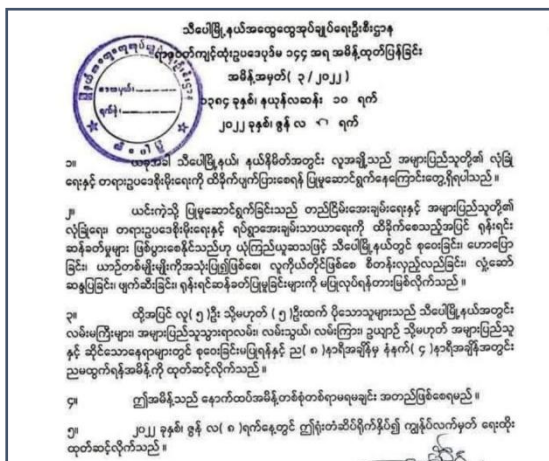 သီပေါမြို့နယ်အထွေထွေအုပ်ချုပ်ရေးဦးစီးဌာန
ရာဇဝတ်ကျင့်ထုံးဥပဒေပုဒ်မ ၁၄၄ အရ အမိန့်ထုတ်ပြန်ခြင်း
အမိန့်အမှတ်( ၃ / ၂၀၂၂ )
၁၃၈၄ ခုနှစ်၊ နယုန်လဆန်း ၁၀ ရက်
၂၀၂၂ ခုနှစ်၊ ဇွန် လ ရက်
၁။ ယခုအခါ သီပေါမြို့နယ်၊ နယ်နိမိတ်အတွင်း လူအချို့သည် အများပြည်သူတို့၏ လုံခြုံ
ရေးနှင့် တရားဥပဒေစိုးမိုးရေးကို ထိခိုက်ပျက်ပြားစေရန် ပြုမူဆောင်ရွက်နေကြောင်းတွေ့ရှိရပါသည်။
၂။ ယင်းကဲ့သို့ ပြုမူဆောင်ရွက်ခြင်းသည် တည်ငြိမ်းအေးချမ်းရေးနှင့် အများပြည်သူတို့၏
လုံခြုံရေး၊ တရားဥပဒေစိုးမိုးရေးနှင့် ရပ်ရွာအေးချမ်းသာယာရေးကို ထိခိုက်စေသည့်အပြင် ရုန်းရင်း
ဆန်ခတ်မှုများ ဖြစ်ပွားစေနိုင်သည်ဟု ယုံကြည်ယူဆသဖြင့် သီပေါမြို့နယ်တွင် စုဝေးခြင်း၊ ဟောပြော
ခြင်း၊ ယာဉ်တစ်မျိုးမျိုးကိုအသုံးပြု၍ဖြစ်စေ၊ လူကိုယ်တိုင်ဖြစ်စေ စီတန်းလှည့်လည်ခြင်း၊ လှုံ့ဆော်
ဆန္ဒပြခြင်း၊ ဖျက်ဆီးခြင်း၊ ရုန်းရင်းဆန်ခတ်ပြုမှုခြင်းများကို မပြုလုပ်ရန်တားမြစ်လိုက်သည်။
၃။ ထို့အပြင် လူ( ၅ )ဦး သို့မဟုတ် ( ၅ )ဦးထက် ပိုသောသူများသည် သီပေါမြို့နယ်အတွင်း
လမ်းမကြီးများ၊ အများပြည်သူသွားရာလမ်း၊ လမ်းသွယ်၊ လမ်းကြား၊ ဥယျာဉ် သို့မဟုတ် အများပြည်သူ
နှင့် ဆိုင်သောနေရာများတွင် စုဝေးခြင်းမပြုရန်နှင့် ည( ၈ )နာရီအချိန်မှ နံနက်( ၄ )နာရီအချိန်အတွင်း
ညမထွက်ရန်အမိန့်ကို ထုတ်ဆင့်လိုက်သည်။
၄။ ဤအမိန့်သည် နောက်ထပ်အမိန့်တစ်စုံတစ်ရာမရမချင်း အတည်ဖြစ်စေရမည်။
၅။ ၂၀၂၂ ခုနှစ်၊ ဇွန် လ( ၈ )ရက်နေ့တွင် ဤရုံးတံဆိပ်ရိုက်နှိပ်၍ ကျွန်ုပ်လက်မှတ် ရေးထိုး
ထုတ်ဆင့်လိုက်သည်။